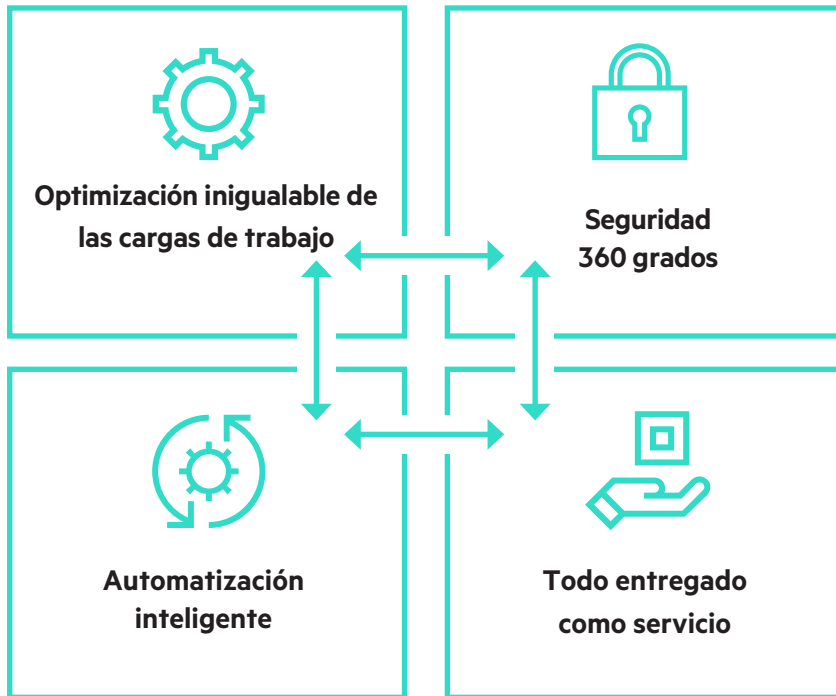 Optimización inigualable de
las cargas de trabajo
Seguridad
360 grados
Automatización
inteligente
Todo entregado
como servicio